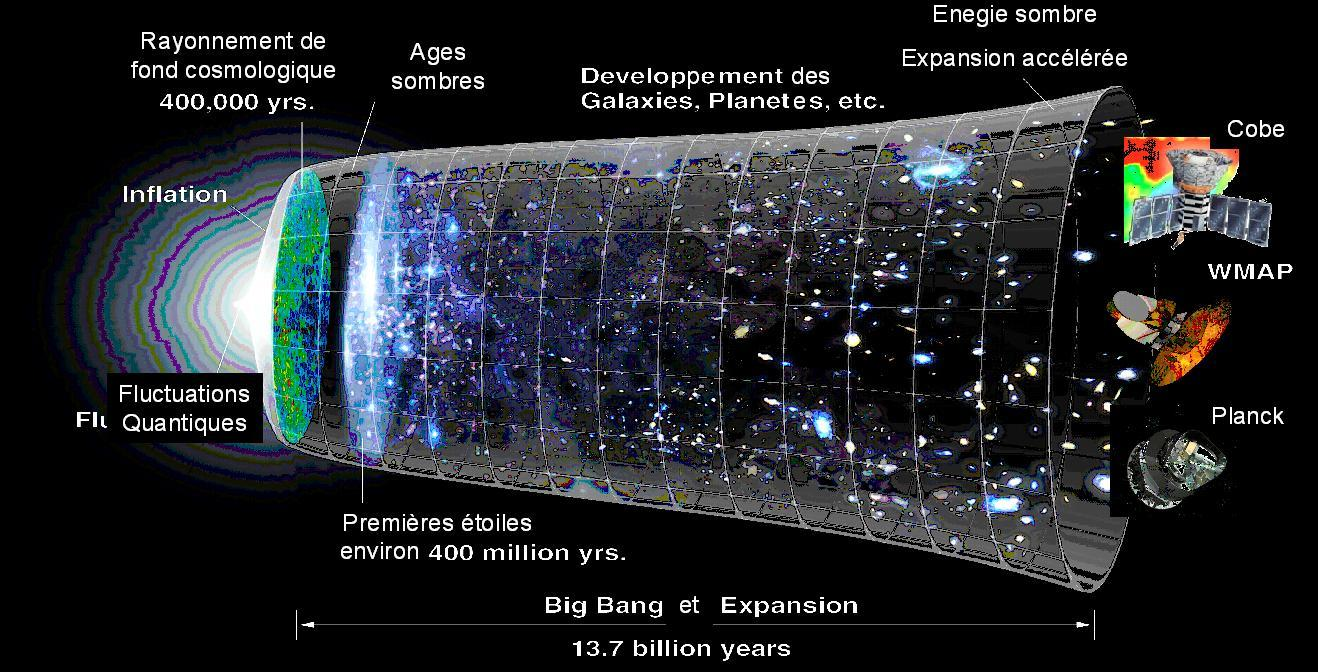 Enegie sombre
Expansion accélérée
Rayonnement de
fond cosmologique
400,000 yrs.
Ages
sombres
Developpement des
Galaxies, Planetes, etc.
Cobe
Inflation
WMAP
Fluctuations
Quantiques
Planck
Premières étoiles
environ 400 million yrs.
Big Bang et Expansion
13.7 billion years